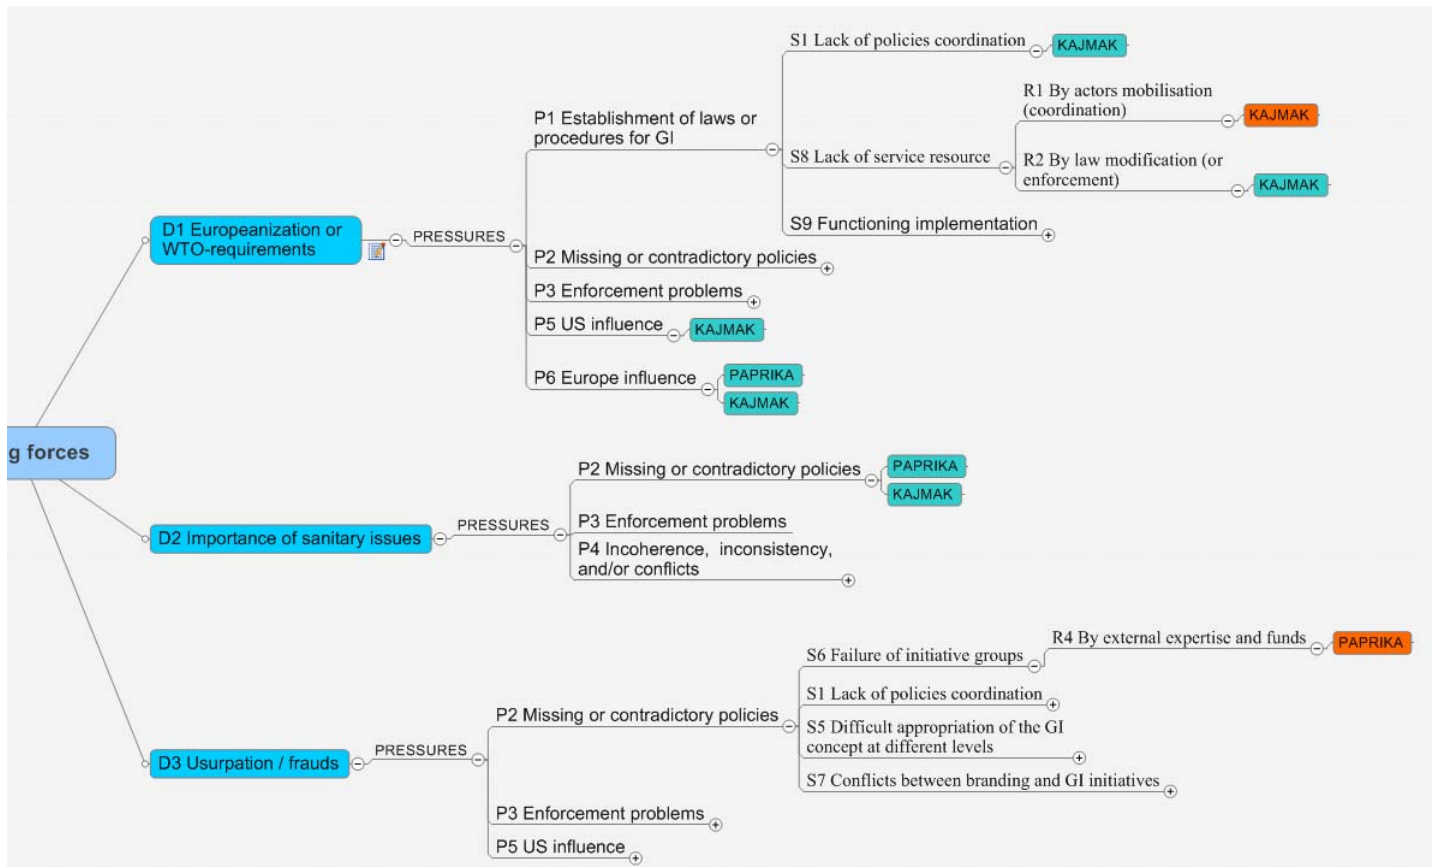 g forces
D1 Europeanization or
WTO-requirements
PRESSURES
P1 Establishment of laws or
procedures for GI
S1 Lack of policies coordination
KAJMAK
S8 Lack of service resource
R1 By actors mobilisation
(coordination)
KAJMAK
R2 By law modification (or
enforcement)
KAJMAK
S9 Functioning implementation
P2 Missing or contradictory policies
P3 Enforcement problems
P5 US influence
KAJMAK
P6 Europe influence
PAPRIKA
KAJMAK
D2 Importance of sanitary issues
PRESSURES
P2 Missing or contradictory policies
PAPRIKA
KAJMAK
P3 Enforcement problems
P4 Incoherence, inconsistency,
and/or conflicts
D3 Usurpation / frauds
PRESSURES
P2 Missing or contradictory policies
S6 Failure of initiative groups
R4 By external expertise and funds
PAPRIKA
S1 Lack of policies coordination
S5 Difficult appropriation of the GI
concept at different levels
S7 Conflicts between branding and GI initiatives
P3 Enforcement problems
P5 US influence